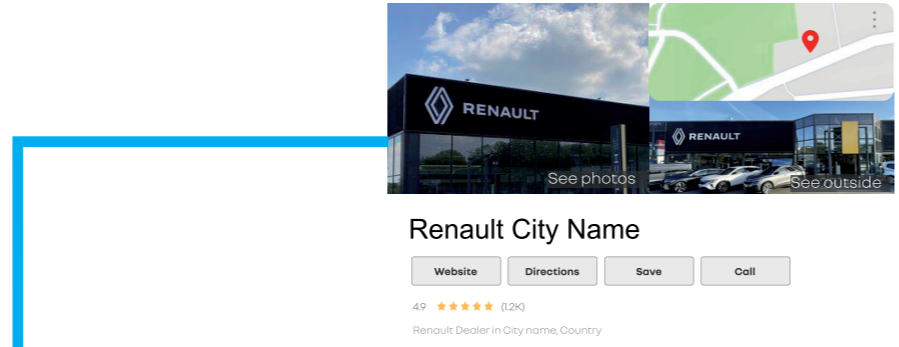 RENAULT
RENAULT
See photos
See outside
Renault City Name
Website
Directions
Save
Call
4.9 ★★★★★ (1.2K)
Renault Dealer in City name, Country